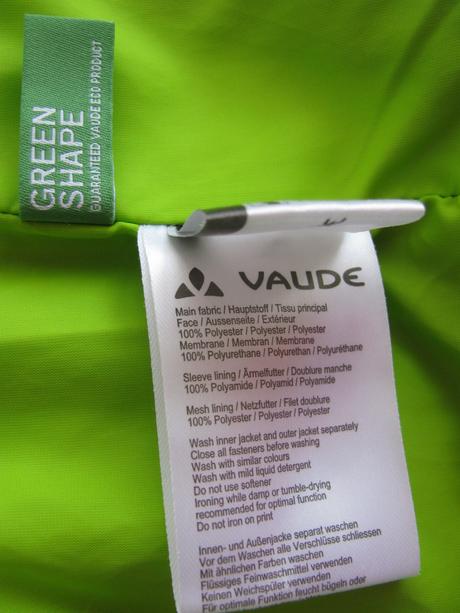 GREEN
SHAPE
GUARANTEED VAUDE ECO PRODUCT
VAUDE
Main fabric / Hauptstoff / Tissu principal
Face / Aussenseite / Extérieur
100% Polyester / Polyester / Polyester
Membrane / Membran / Membrane
100% Polyurethane / Polyurethan / Polyuréthane
Sleeve lining / Ärmelfutter / Doublure manche
100% Polyamide / Polyamid / Polyamide
Mesh lining / Netzfutter / Filet doublure
100% Polyester / Polyester / Polyester
Wash inner jacket and outer jacket separately
Close all fasteners before washing
Wash with similar colours
Wash with mild liquid detergent
Do not use softener
Ironing while damp or tumble-drying
recommended for optimal function
Do not iron on print
Innen- und Außenjacke separat waschen
Vor dem Waschen alle Verschlüsse schliessen
Mit ähnlichen Farben waschen
Flüssiges Feinwaschmittel verwenden
Keinen Weichspüler verwenden
Für optimale Funktion feucht bügeln oder